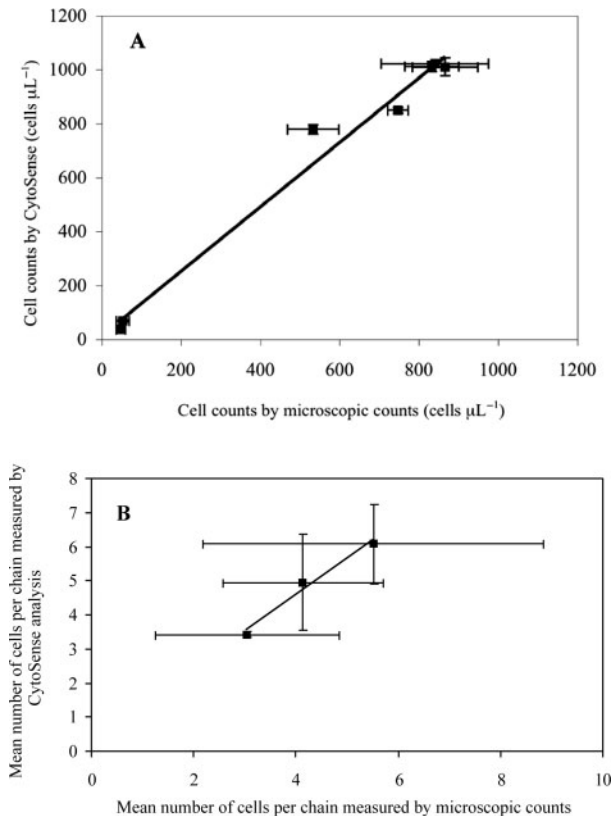 A
1200
1000
800
600
400
200
0
0 200 400 600 800 1000 1200
Cell counts by CytoSense (cells μL⁻¹)
Cell counts by microscopic counts (cells μL⁻¹)
B
8
7
6
5
4
3
2
1
0
0 2 4 6 8 10
Mean number of cells per chain measured by
CytoSense analysis
Mean number of cells per chain measured by microscopic counts